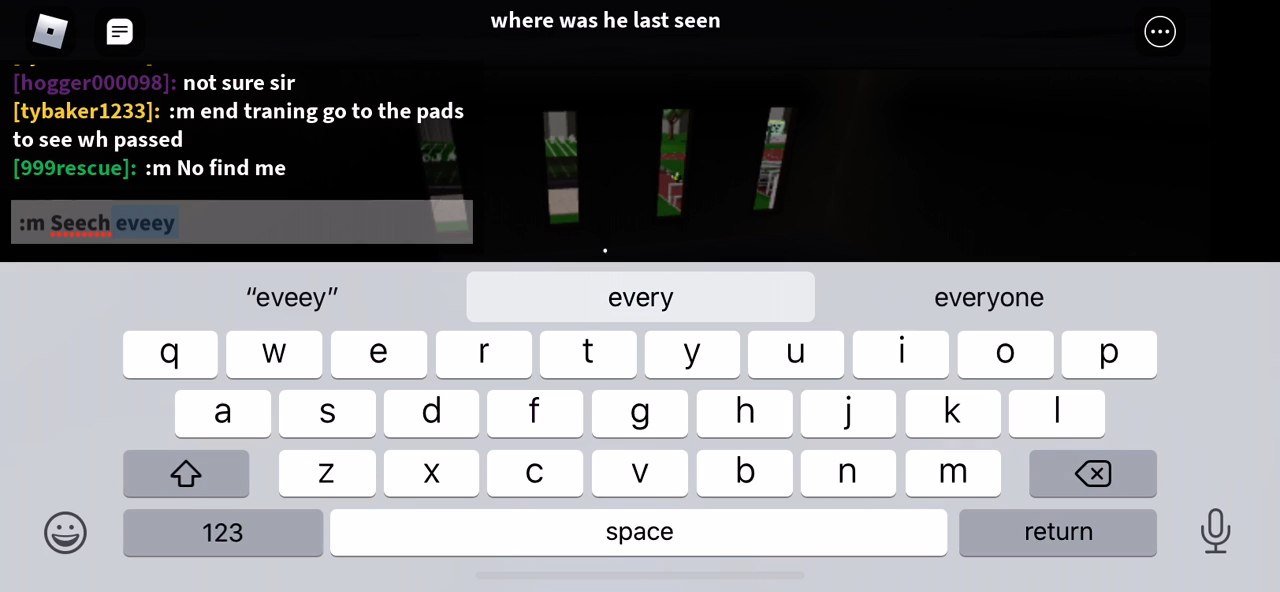 where was he last seen
[hogger000098]: not sure sir
[tybaker1233]: :m end traning go to the pads
to see wh passed
[999rescue]: :m No find me
:m Seech eveey
“eveey” every everyone
q w e r t y u i o p
a s d f g h j k l
z x c v b n m
123 space return